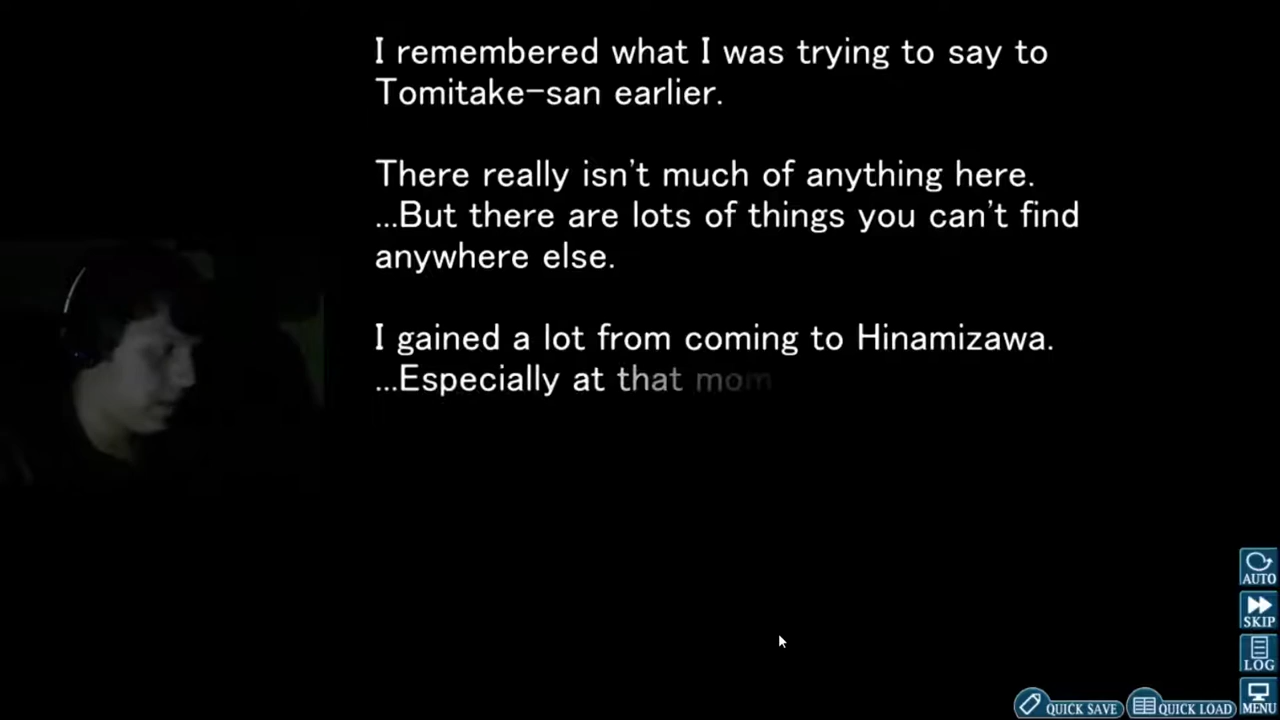 I remembered what I was trying to say to
Tomitake-san earlier.
There really isn't much of anything here.
...But there are lots of things you can't find
anywhere else.
I gained a lot from coming to Hinamizawa.
...Especially at that mom
AUTO
SKIP
LOG
MENU
QUICK SAVE
QUICK LOAD